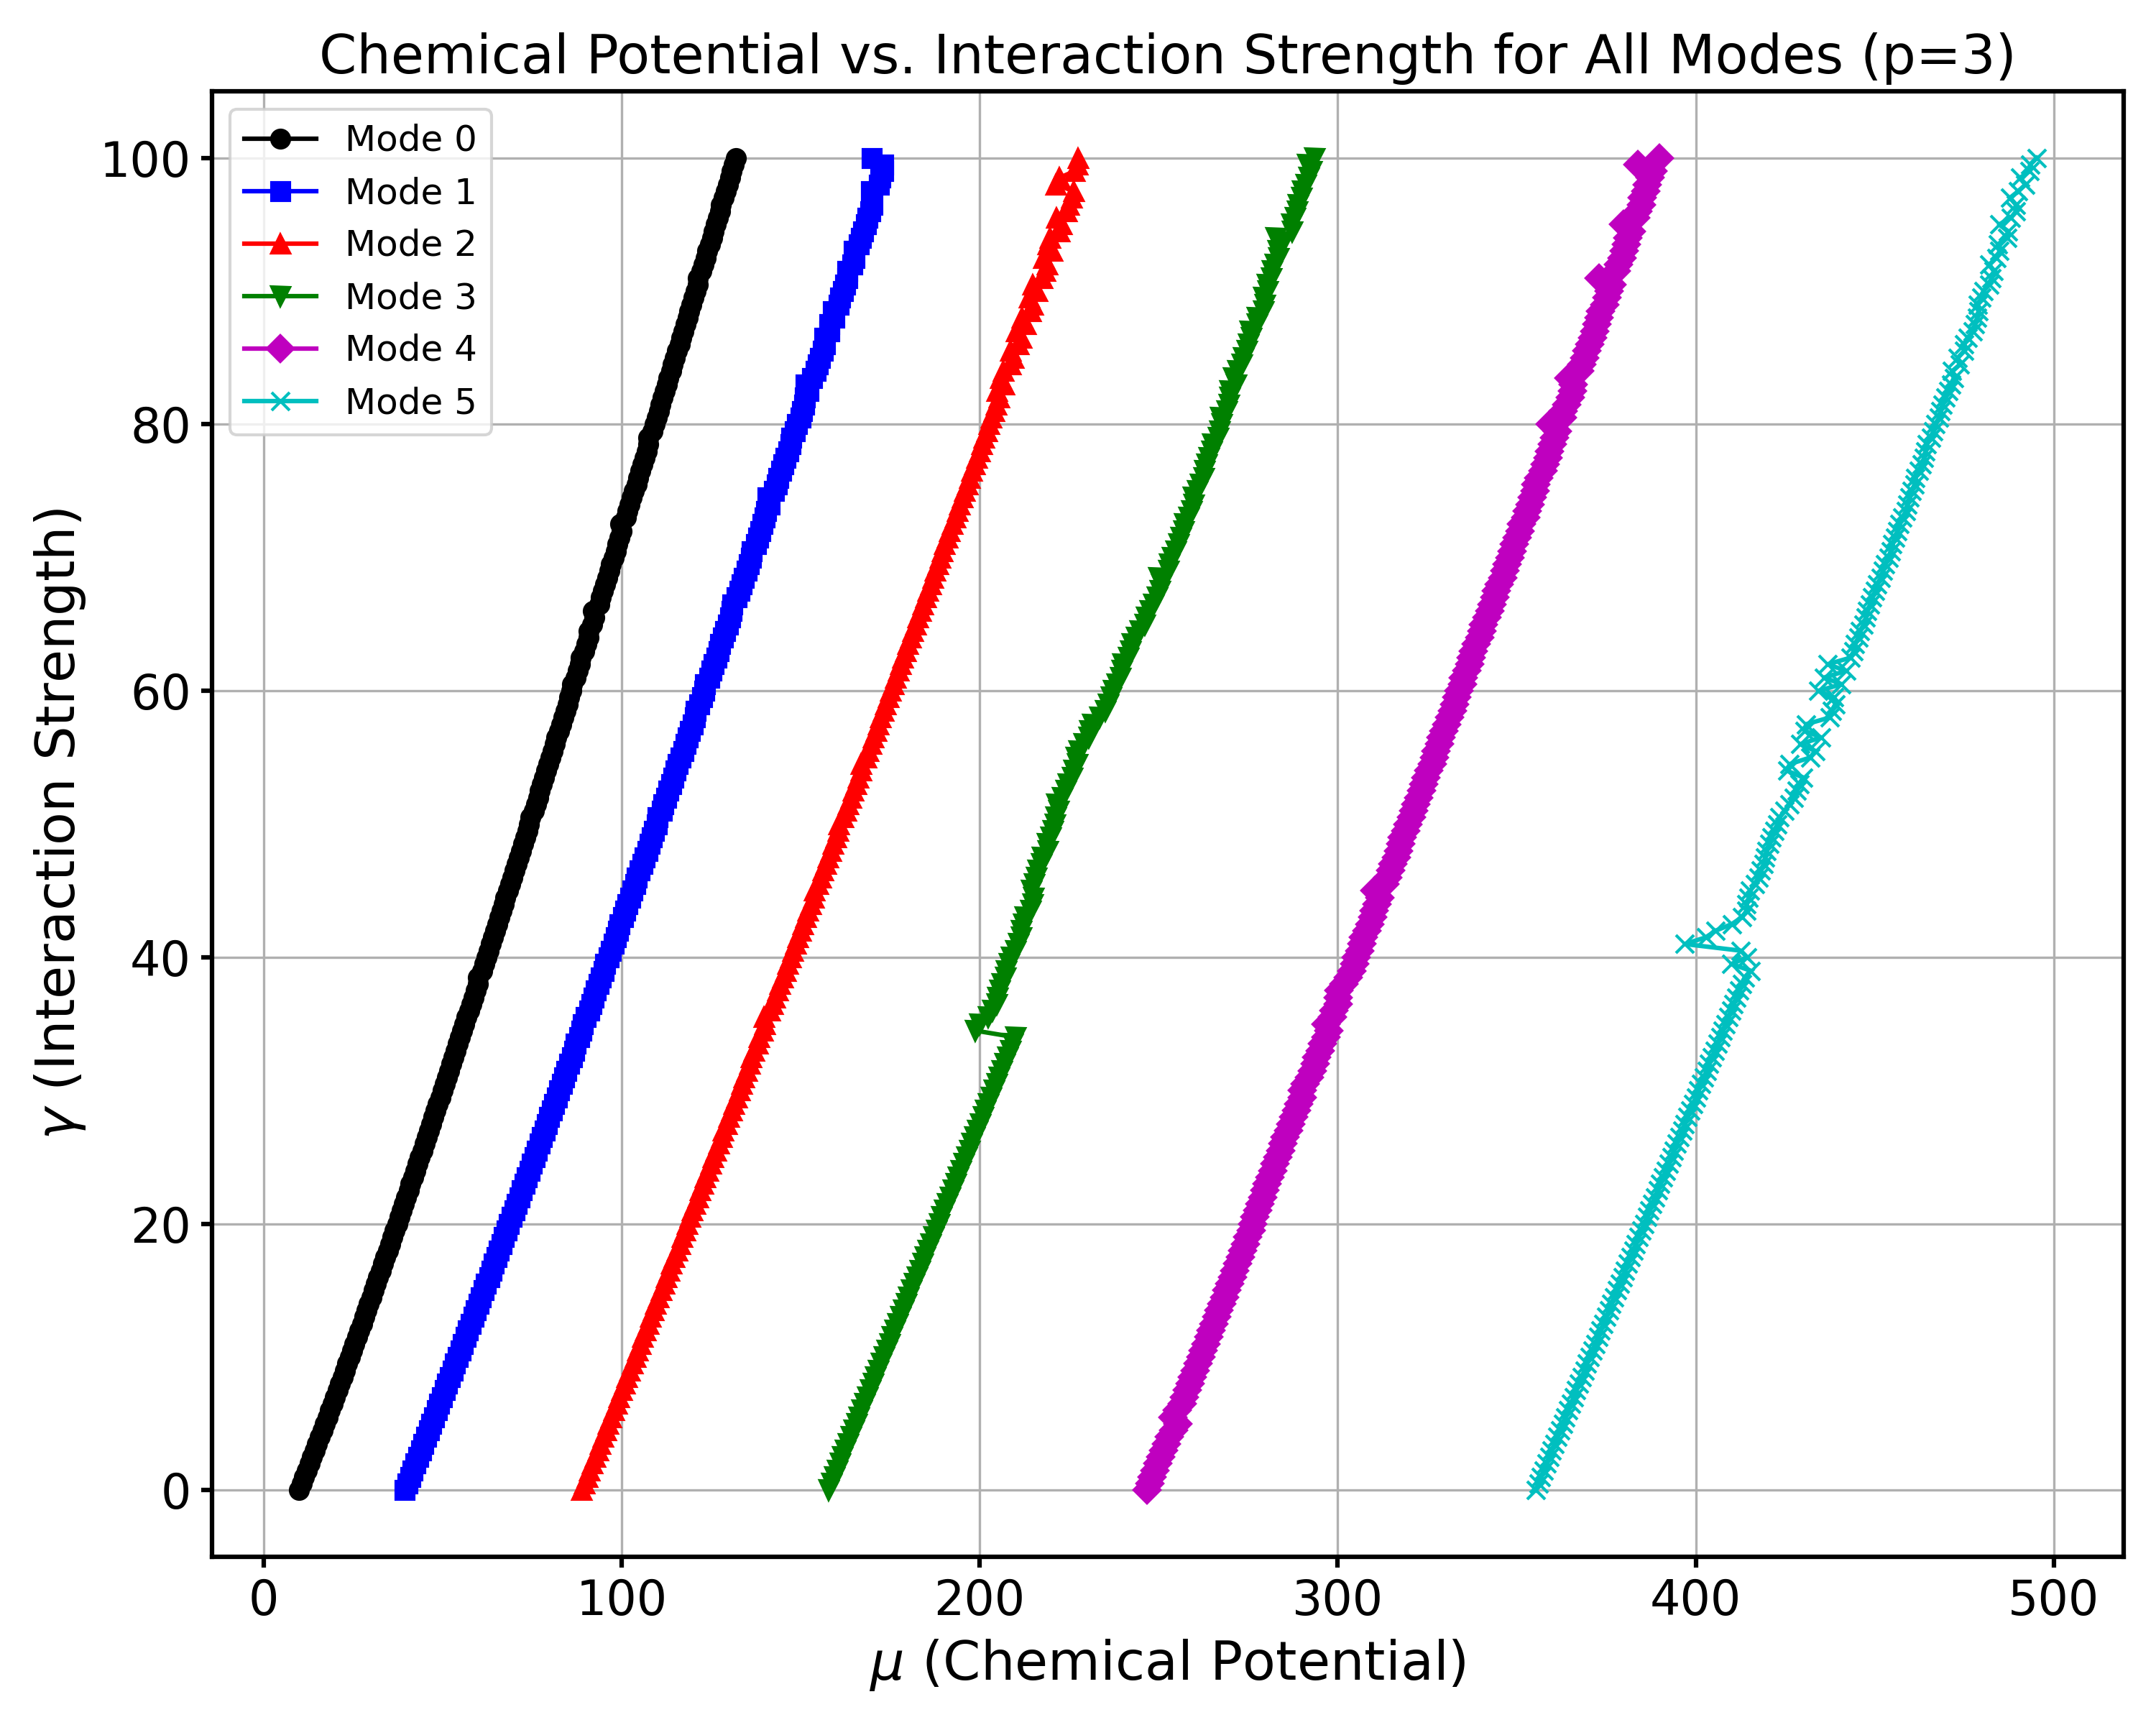 Chemical Potential vs. Interaction Strength for All Modes (p=3)
Mode 0
Mode 1
Mode 2
Mode 3
Mode 4
Mode 5
100
80
60
40
20
0
γ (Interaction Strength)
0 100 200 300 400 500
μ (Chemical Potential)